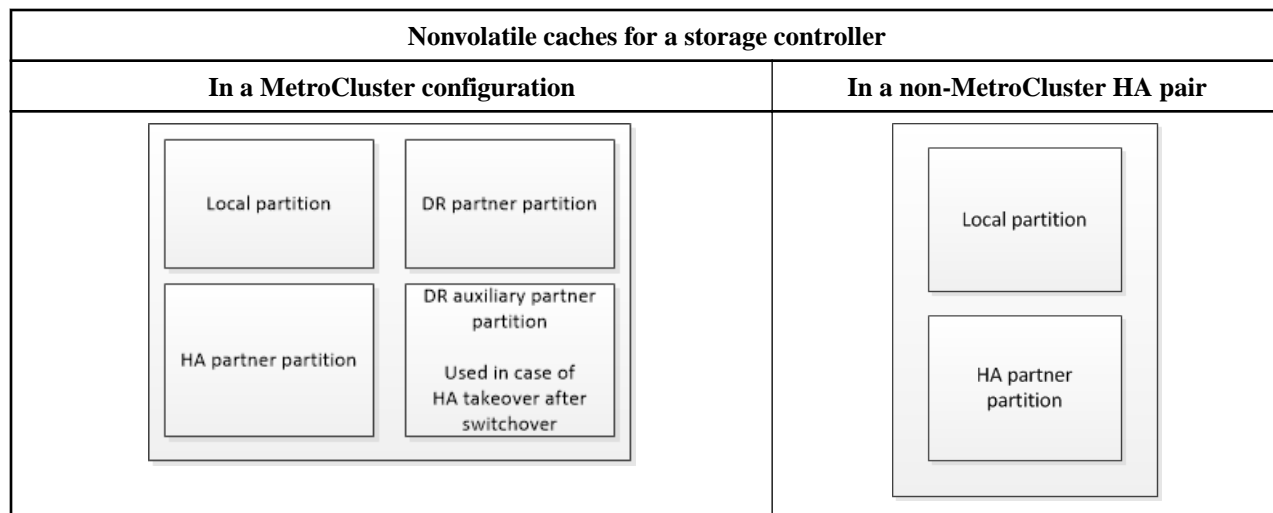 Nonvolatile caches for a storage controller
In a MetroCluster configuration
In a non-MetroCluster HA pair
Local partition
DR partner partition
HA partner partition
DR auxiliary partner
partition
Used in case of
HA takeover after
switchover
Local partition
HA partner
partition